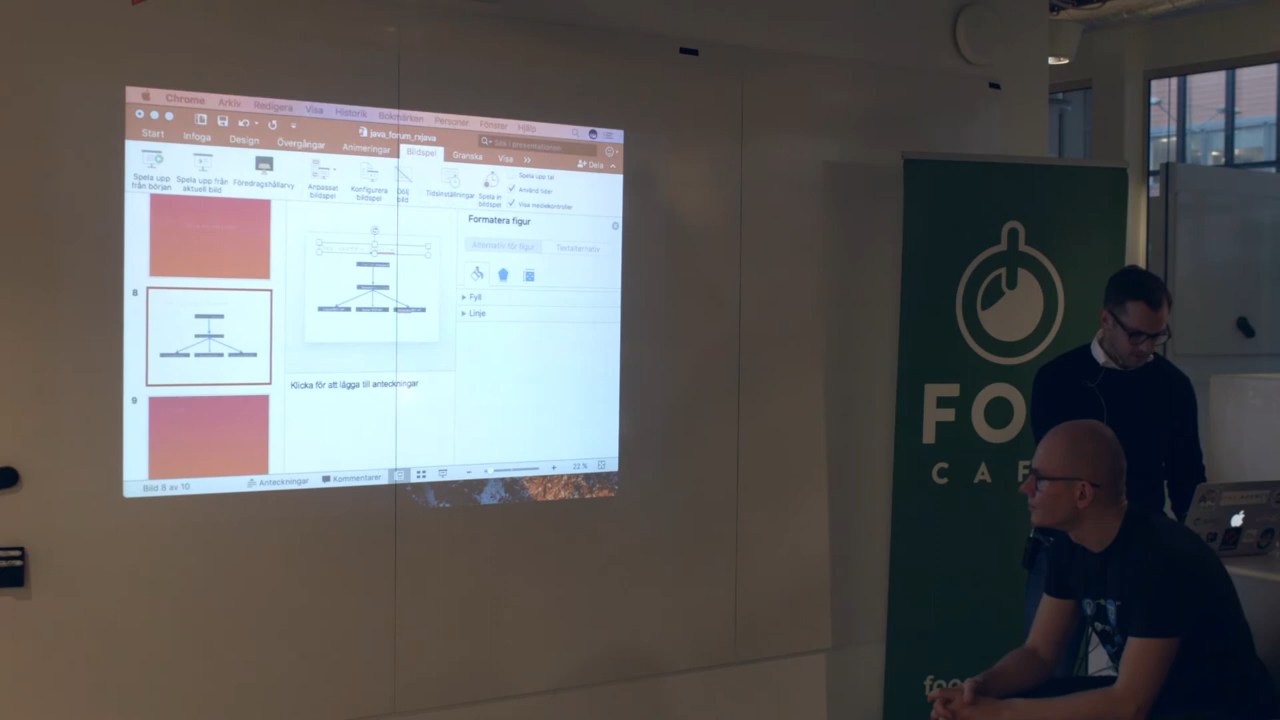 Chrome Arkiv Redigera Visa Historik Bokmärken Personer Fönster Hjälp
java_forum_rxjava
Sök i presentationen
Start Infoga Design Övergångar Animeringar Bildspel Granska Visa
Dela
Spela upp från början
Spela upp från aktuell bild
Föredragshållarvy
Anpassat bildspel
Konfigurera bildspel
Dölj bild
Tidsinställningar
Spela in bildspel
Spela upp tal
Använd tider
Visa mediekontroller
Formatera figur
Alternativ för figur
Textalternativ
Fyll
Linje
8
9
Klicka för att lägga till anteckningar
Bild 8 av 10
Anteckningar
Kommentarer
22 %
FO
CAF
foo